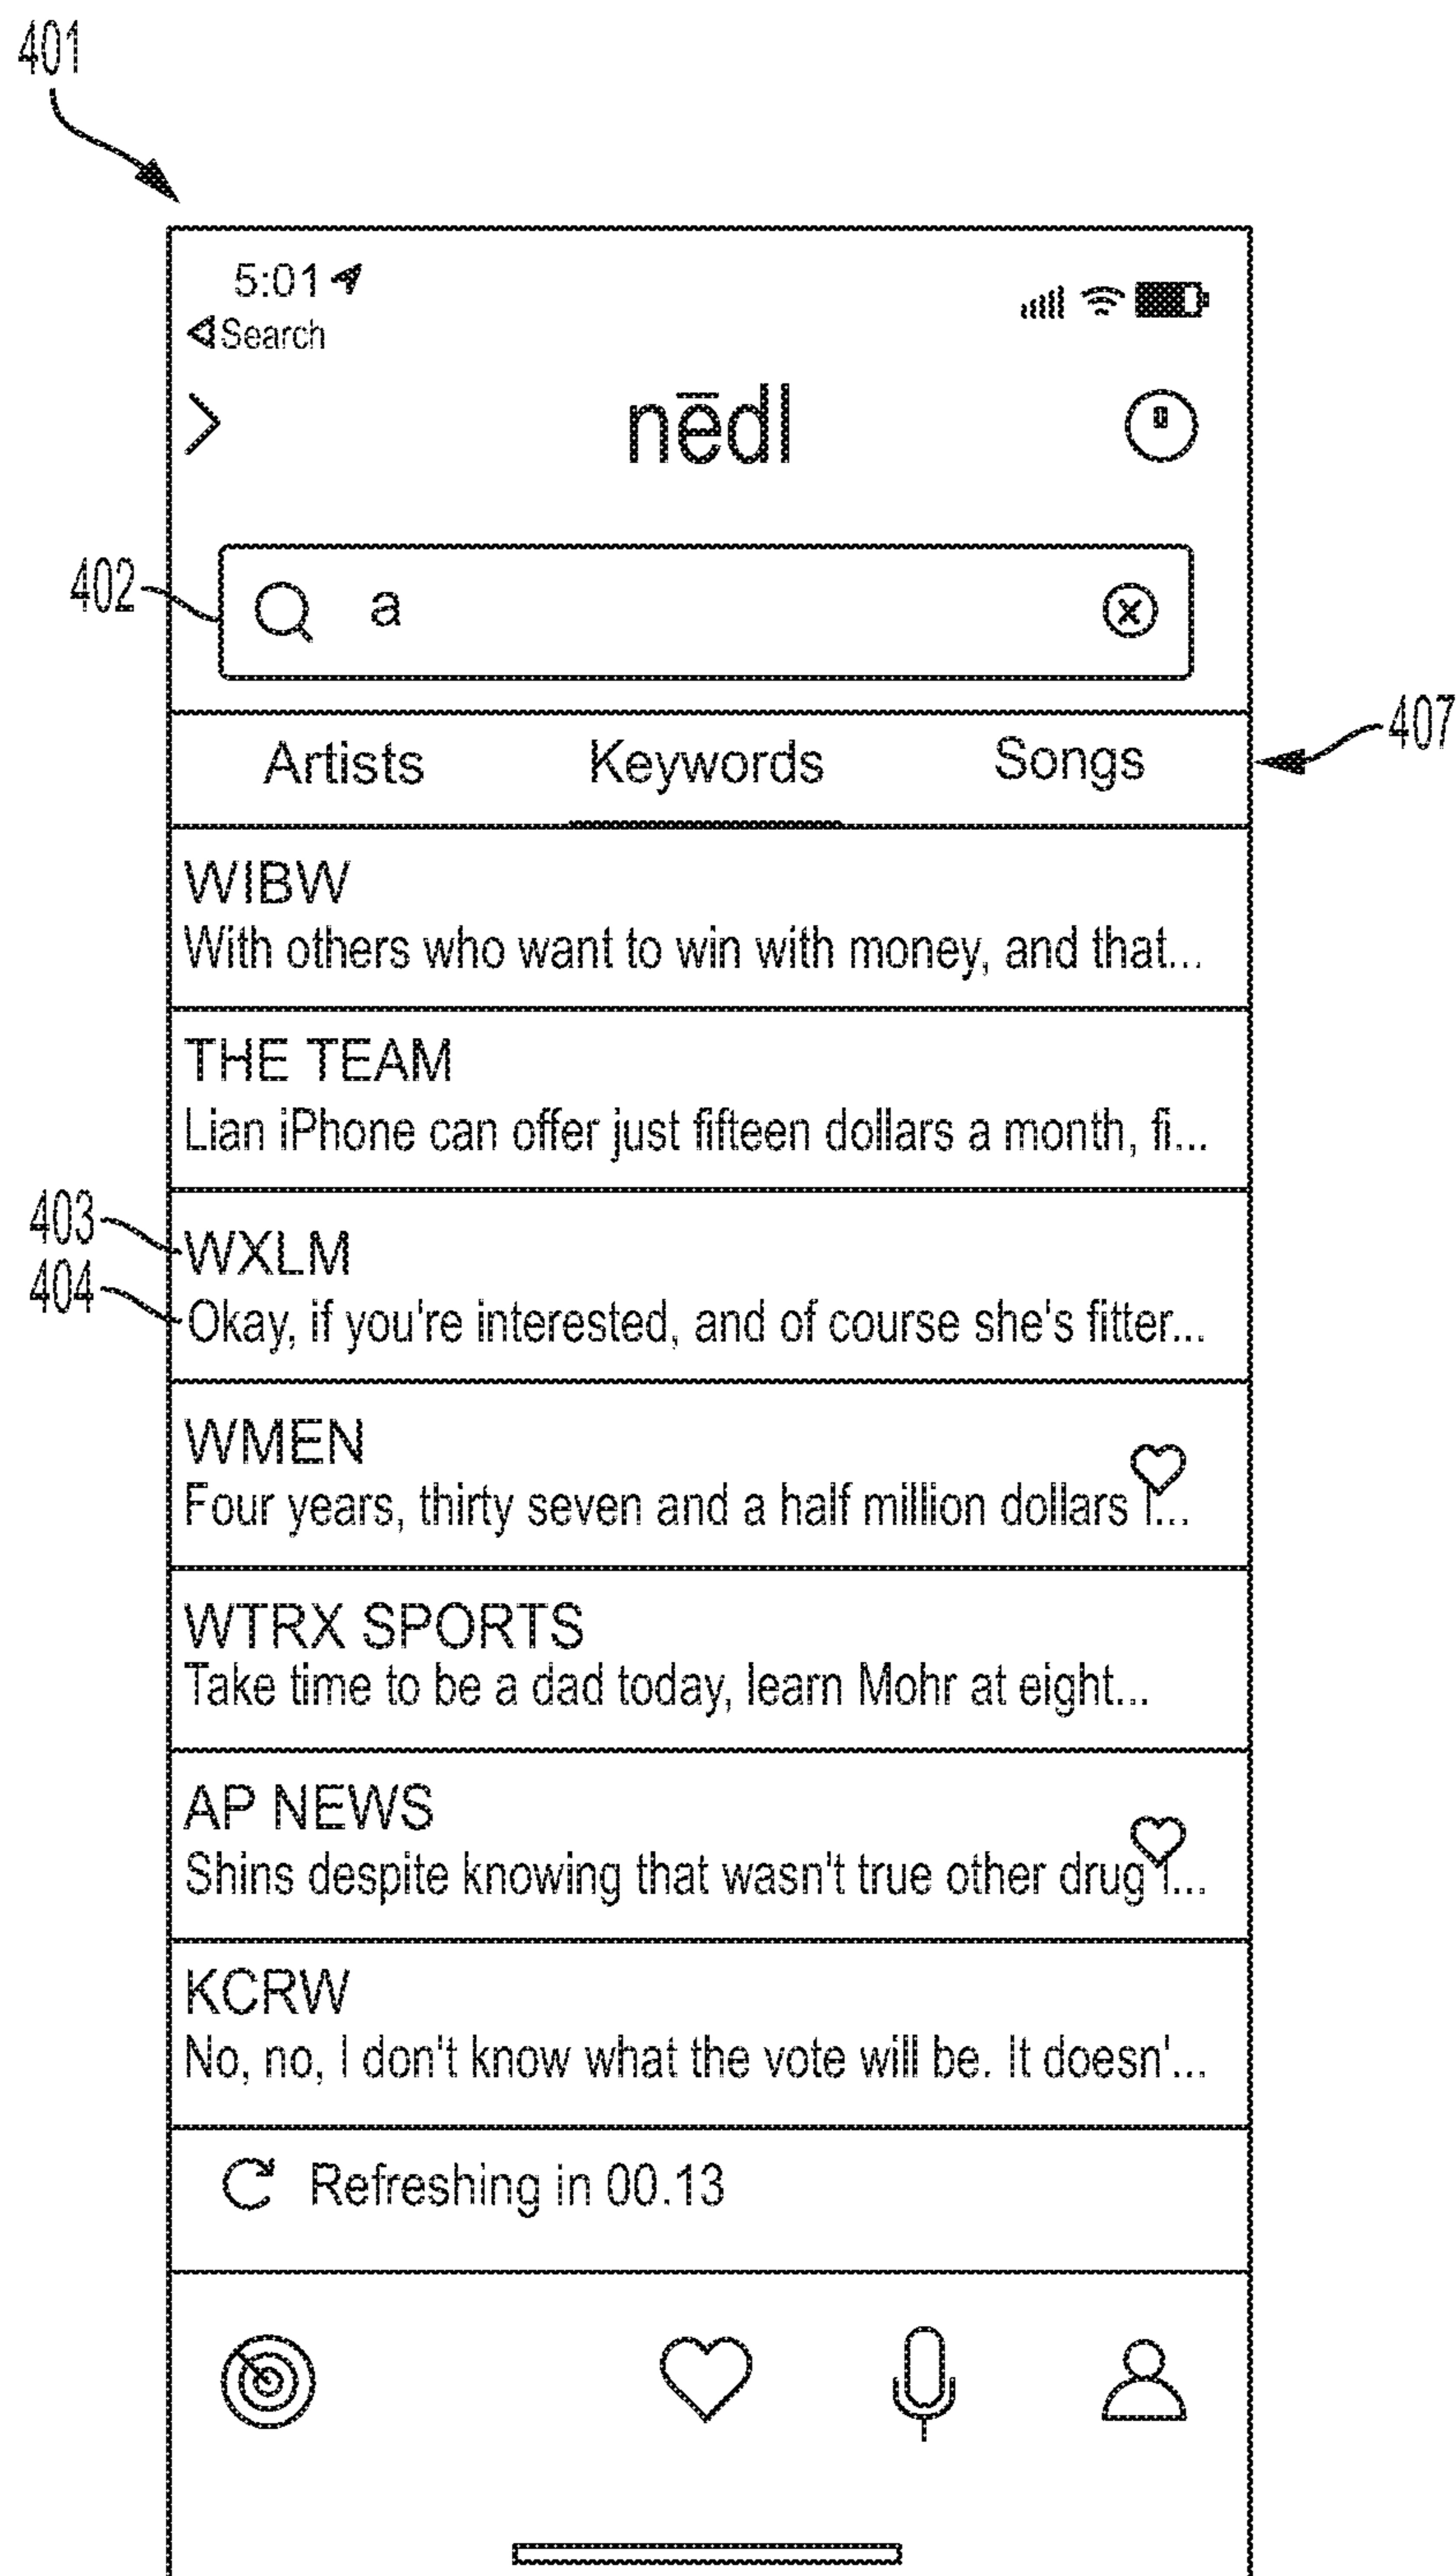 401
5:01
Search
nēdl
402
a
407
Artists Keywords Songs
WIBW
With others who want to win with money, and that...
THE TEAM
Lian iPhone can offer just fifteen dollars a month, fi...
403
WXLM
404
Okay, if you're interested, and of course she's fitter...
WMEN
Four years, thirty seven and a half million dollars i...
WTRX SPORTS
Take time to be a dad today, learn Mohr at eight...
AP NEWS
Shins despite knowing that wasn't true other drug i...
KCRW
No, no, I don't know what the vote will be. It doesn'...
Refreshing in 00.13